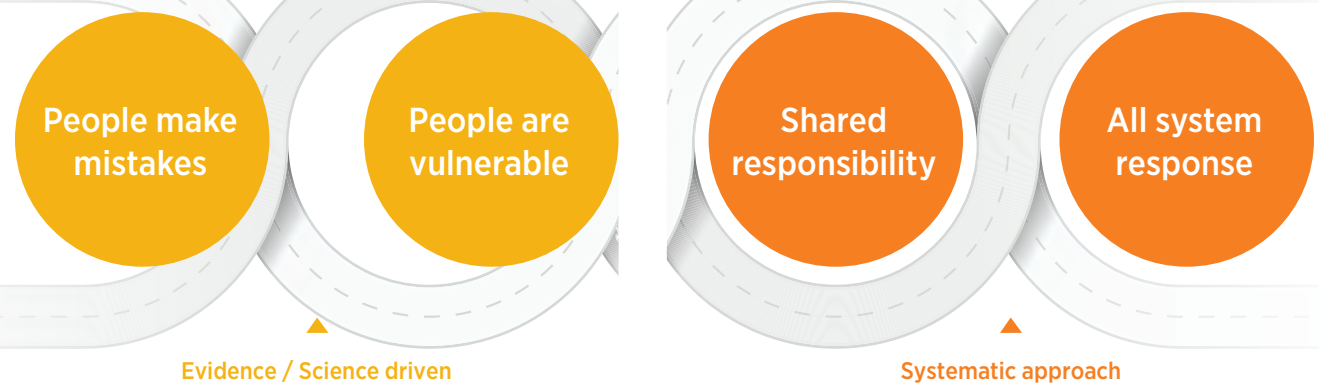 People make
mistakes
People are
vulnerable
Shared
responsibility
All system
response
Evidence / Science driven
Systematic approach